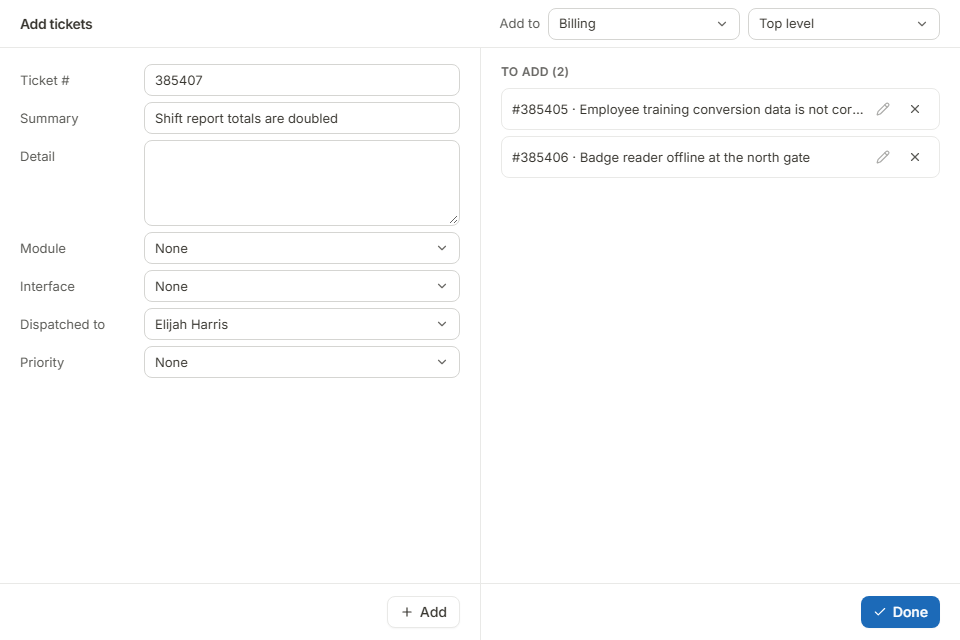 Add tickets
Add to
Billing
Top level
Ticket #
385407
Summary
Shift report totals are doubled
Detail
Module
None
Interface
None
Dispatched to
Elijah Harris
Priority
None
Add
TO ADD (2)
#385405 · Employee training conversion data is not cor...
#385406 · Badge reader offline at the north gate
Done